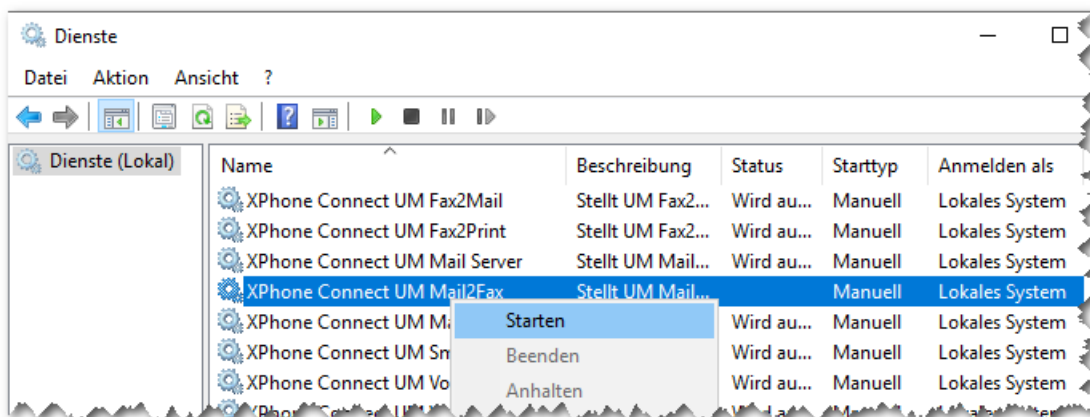 Dienste
Datei Aktion Ansicht ?
Dienste (Lokal)
Name Beschreibung Status Starttyp Anmelden als
XPhone Connect UM Fax2Mail Stellt UM Fax2... Wird au... Manuell Lokales System
XPhone Connect UM Fax2Print Stellt UM Fax2... Wird au... Manuell Lokales System
XPhone Connect UM Mail Server Stellt UM Mail... Wird au... Manuell Lokales System
XPhone Connect UM Mail2Fax Stellt UM Mail... Manuell Lokales System
XPhone Connect UM Ma Starten Wird au... Manuell Lokales System
XPhone Connect UM Sm Beenden Wird au... Manuell Lokales System
XPhone Connect UM Vo Anhalten Wird au... Manuell Lokales System